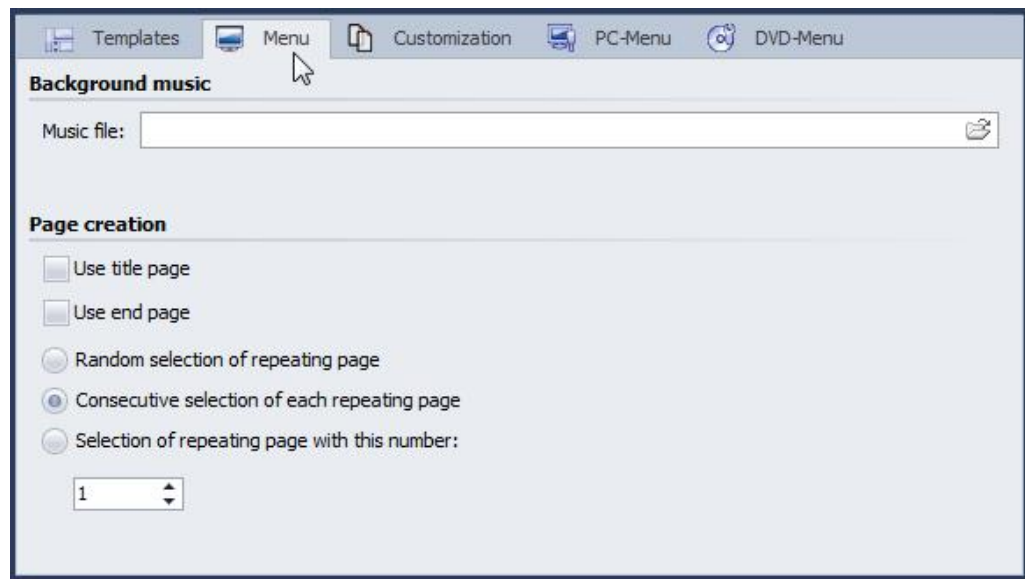 Templates Menu Customization PC-Menu DVD-Menu
Background music
Music file:
Page creation
Use title page
Use end page
Random selection of repeating page
Consecutive selection of each repeating page
Selection of repeating page with this number:
1